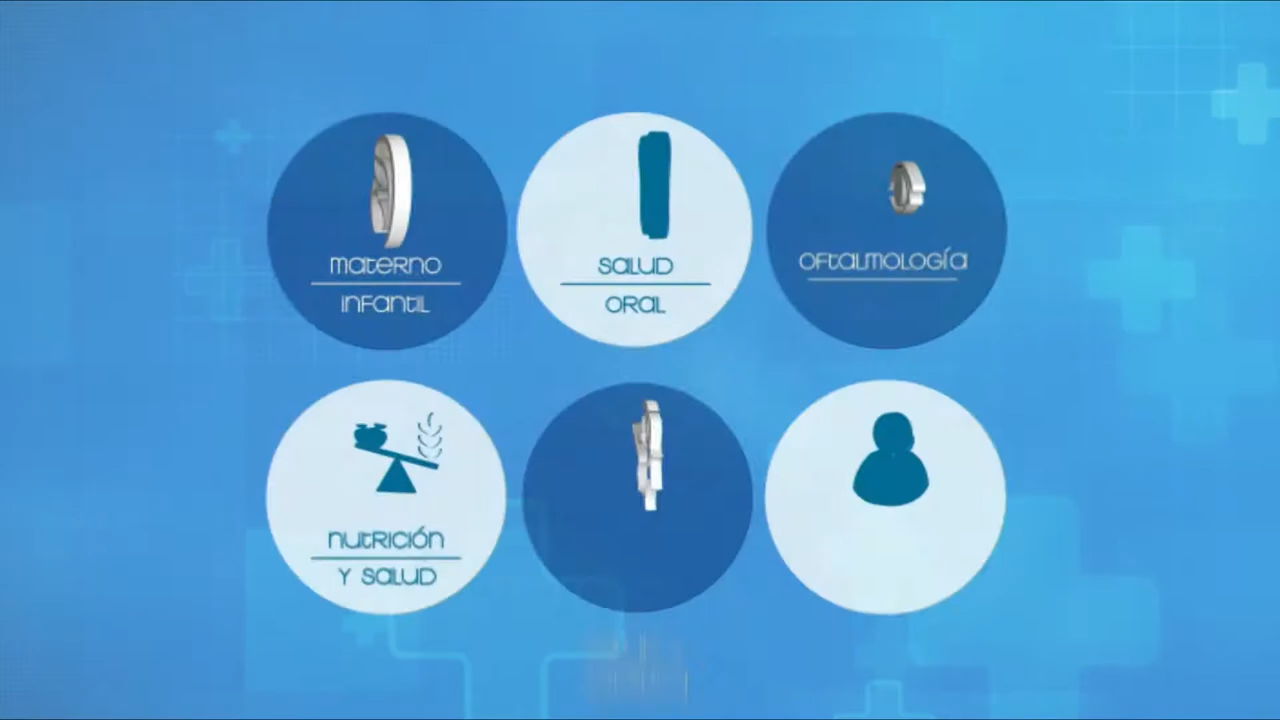 MATERNO
INFANTIL
SALUD
ORAL
OFTALMOLOGÍA
NUTRICIÓN
Y SALUD